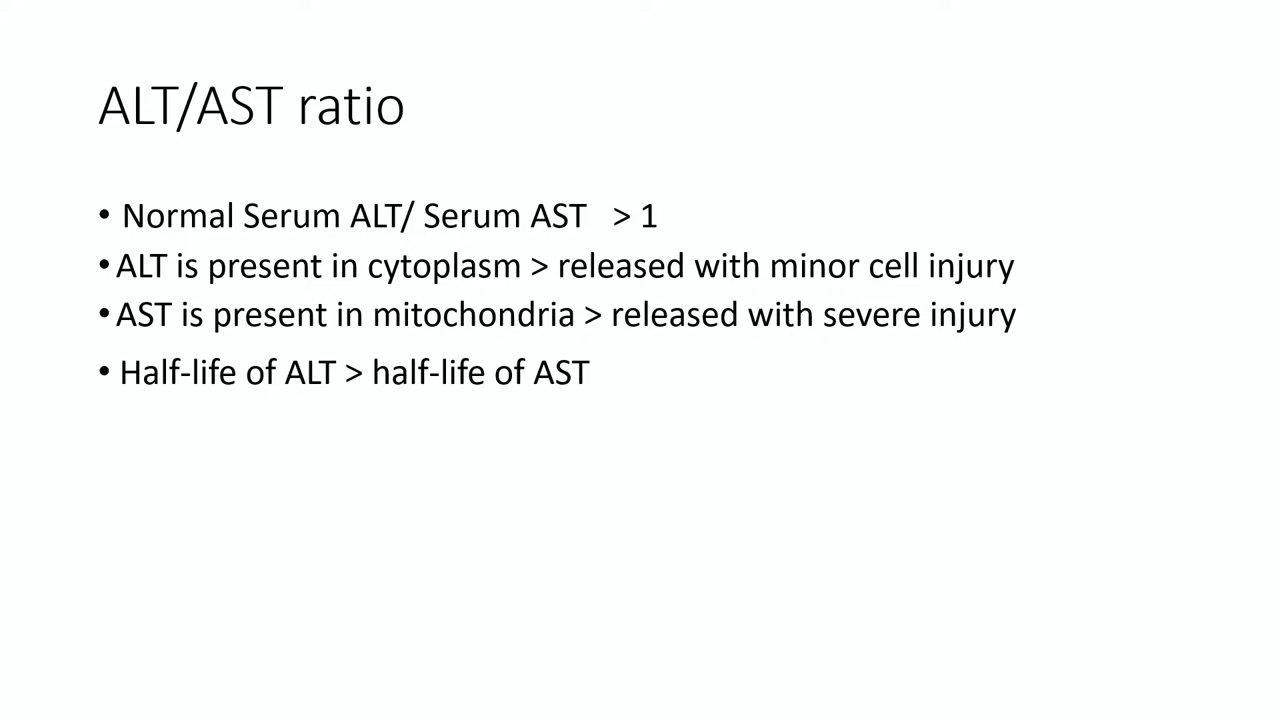 ALT/AST ratio
• Normal Serum ALT/ Serum AST > 1
• ALT is present in cytoplasm > released with minor cell injury
• AST is present in mitochondria > released with severe injury
• Half-life of ALT > half-life of AST